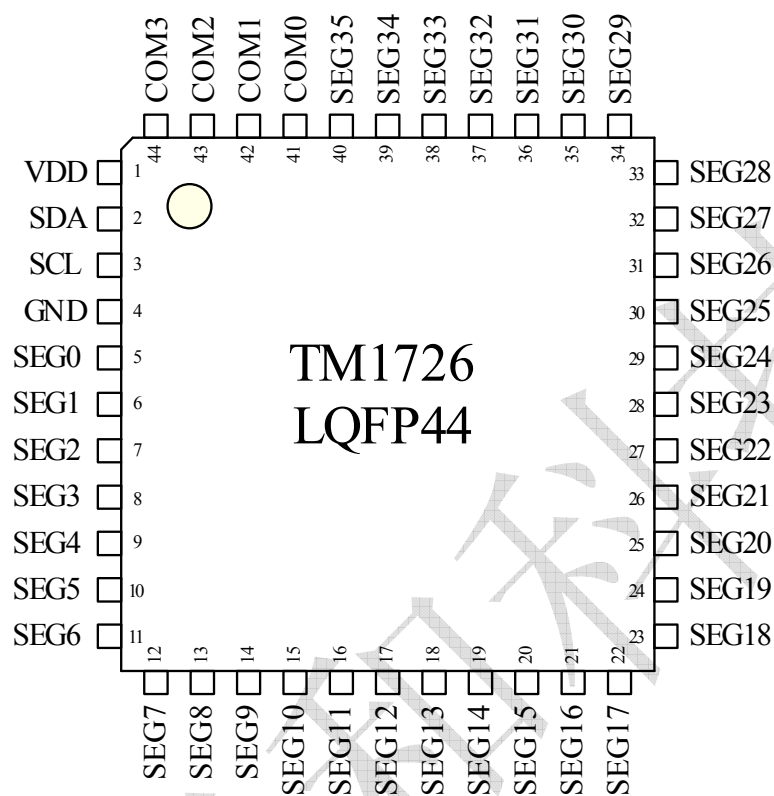 COM3
COM2
COM1
COM0
SEG35
SEG34
SEG33
SEG32
SEG31
SEG30
SEG29
44
43
42
41
40
39
38
37
36
35
34
VDD 1
SDA 2
SCL 3
GND 4
SEG0 5
SEG1 6
SEG2 7
SEG3 8
SEG4 9
SEG5 10
SEG6 11
TM1726
LQFP44
33 SEG28
32 SEG27
31 SEG26
30 SEG25
29 SEG24
28 SEG23
27 SEG22
26 SEG21
25 SEG20
24 SEG19
23 SEG18
12
13
14
15
16
17
18
19
20
21
22
SEG7
SEG8
SEG9
SEG10
SEG11
SEG12
SEG13
SEG14
SEG15
SEG16
SEG17
和科